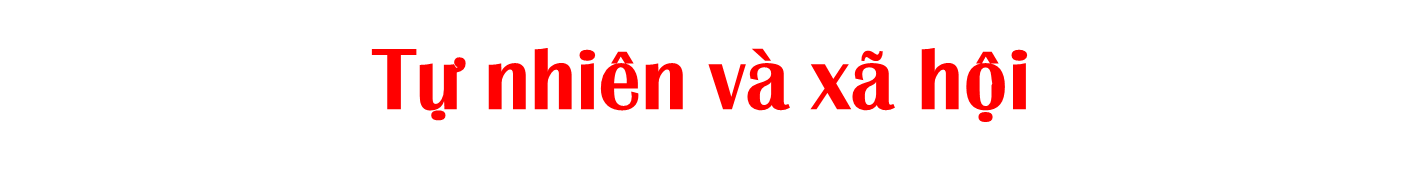 Tự nhiên và xã hội